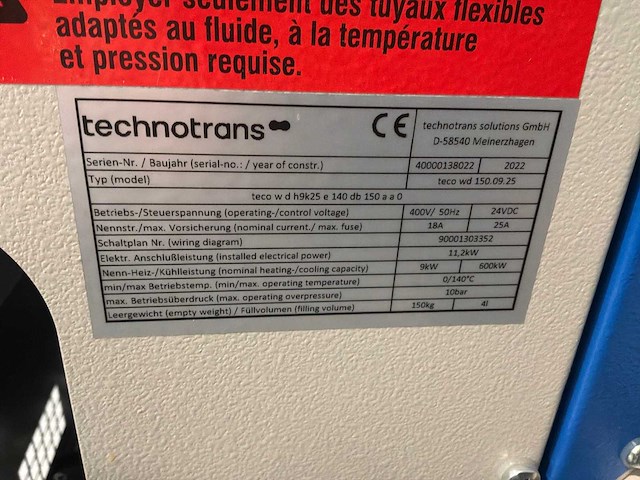 Employer seulement des tuyaux flexibles
adaptés au fluide, à la température
et pression requise.
technotrans
CE
technotrans solutions GmbH
D-58540 Meinerzhagen
Serien-Nr. / Baujahr (serial-no.: / year of constr.) 40000138022 2022
Typ (model) teco wd 150.09.25
teco w d h9k25 e 140 db 150 a a 0
Betriebs-/Steuerspannung (operating-/control voltage) 400V/ 50Hz 24VDC
Nennstr./max. Vorsicherung (nominal current./ max. fuse) 18A 25A
Schaltplan Nr. (wiring diagram) 90001303352
Elektr. Anschlußleistung (installed electrical power) 11,2kW
Nenn-Heiz-/Kühlleistung (nominal heating-/cooling capacity) 9kW 600kW
min/max Betriebstemp. (min/max. operating temperature) 0/140°C
max. Betriebsüberdruck (max. operating overpressure) 10bar
Leergewicht (empty weight) / Füllvolumen (filling volume) 150kg 4l